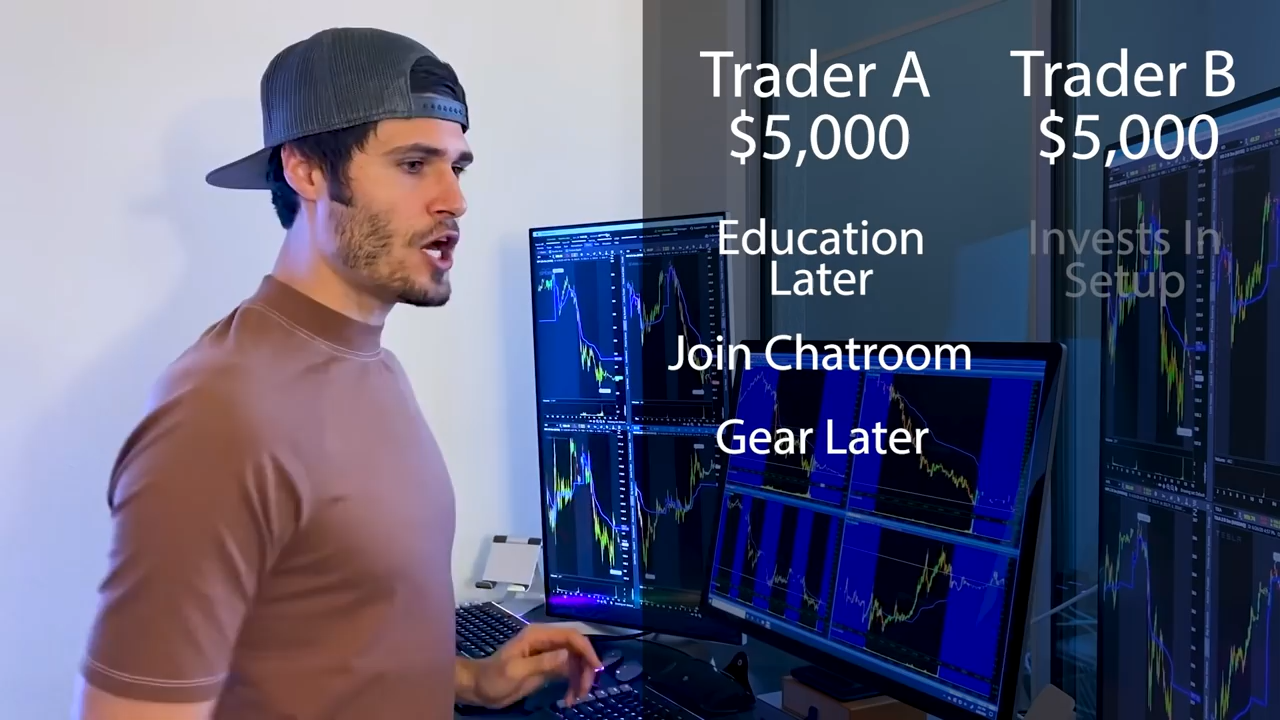 Trader A
$5,000
Education
Later
Join Chatroom
Gear Later
Trader B
$5,000
Invests In
Setup